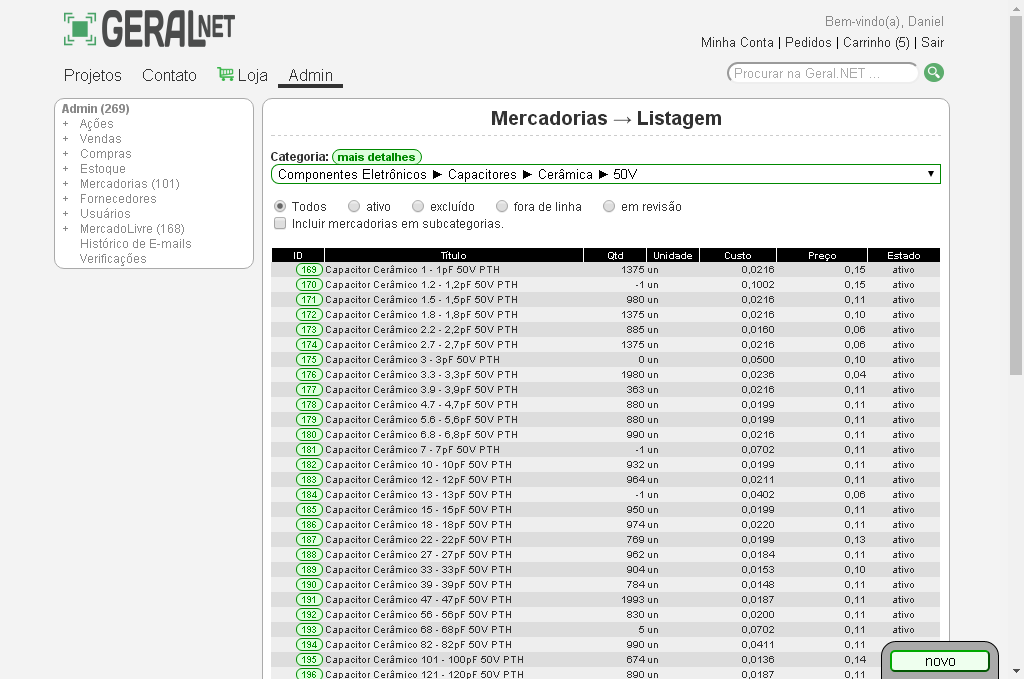 GERALNET
Bem-vindo(a), Daniel
Minha Conta | Pedidos | Carrinho (5) | Sair
Projetos Contato Loja Admin
Procurar na Geral.NET ...
Admin (269)
+ Ações
+ Vendas
+ Compras
+ Estoque
+ Mercadorias (101)
+ Fornecedores
+ Usuários
+ MercadoLivre (168)
Histórico de E-mails
Verificações
Mercadorias → Listagem
Categoria: mais detalhes
Componentes Eletrônicos ► Capacitores ► Cerâmica ► 50V
Todos ativo excluído fora de linha em revisão
Incluir mercadorias em subcategorias.
ID Título Qtd Unidade Custo Preço Estado
169 Capacitor Cerâmico 1 - 1pF 50V PTH 1375 un 0,0216 0,15 ativo
170 Capacitor Cerâmico 1.2 - 1,2pF 50V PTH -1 un 0,1002 0,15 ativo
171 Capacitor Cerâmico 1.5 - 1,5pF 50V PTH 980 un 0,0216 0,11 ativo
172 Capacitor Cerâmico 1.8 - 1,8pF 50V PTH 1375 un 0,0216 0,10 ativo
173 Capacitor Cerâmico 2.2 - 2,2pF 50V PTH 885 un 0,0160 0,06 ativo
174 Capacitor Cerâmico 2.7 - 2,7pF 50V PTH 1375 un 0,0216 0,06 ativo
175 Capacitor Cerâmico 3 - 3pF 50V PTH 0 un 0,0500 0,10 ativo
176 Capacitor Cerâmico 3.3 - 3,3pF 50V PTH 1980 un 0,0236 0,04 ativo
177 Capacitor Cerâmico 3.9 - 3,9pF 50V PTH 363 un 0,0216 0,11 ativo
178 Capacitor Cerâmico 4.7 - 4,7pF 50V PTH 880 un 0,0199 0,11 ativo
179 Capacitor Cerâmico 5.6 - 5,6pF 50V PTH 880 un 0,0199 0,11 ativo
180 Capacitor Cerâmico 6.8 - 6,8pF 50V PTH 990 un 0,0216 0,11 ativo
181 Capacitor Cerâmico 7 - 7pF 50V PTH -1 un 0,0702 0,11 ativo
182 Capacitor Cerâmico 10 - 10pF 50V PTH 932 un 0,0199 0,11 ativo
183 Capacitor Cerâmico 12 - 12pF 50V PTH 964 un 0,0211 0,11 ativo
184 Capacitor Cerâmico 13 - 13pF 50V PTH -1 un 0,0402 0,06 ativo
185 Capacitor Cerâmico 15 - 15pF 50V PTH 950 un 0,0199 0,11 ativo
186 Capacitor Cerâmico 18 - 18pF 50V PTH 974 un 0,0220 0,11 ativo
187 Capacitor Cerâmico 22 - 22pF 50V PTH 769 un 0,0199 0,13 ativo
188 Capacitor Cerâmico 27 - 27pF 50V PTH 962 un 0,0184 0,11 ativo
189 Capacitor Cerâmico 33 - 33pF 50V PTH 904 un 0,0153 0,10 ativo
190 Capacitor Cerâmico 39 - 39pF 50V PTH 784 un 0,0148 0,11 ativo
191 Capacitor Cerâmico 47 - 47pF 50V PTH 1993 un 0,0187 0,11 ativo
192 Capacitor Cerâmico 56 - 56pF 50V PTH 830 un 0,0200 0,11 ativo
193 Capacitor Cerâmico 68 - 68pF 50V PTH 5 un 0,0702 0,11 ativo
194 Capacitor Cerâmico 82 - 82pF 50V PTH 990 un 0,0411 0,11
195 Capacitor Cerâmico 101 - 100pF 50V PTH 674 un 0,0136 0,14
196 Capacitor Cerâmico 121 - 120pF 50V PTH 890 un 0,0187 0,11
novo